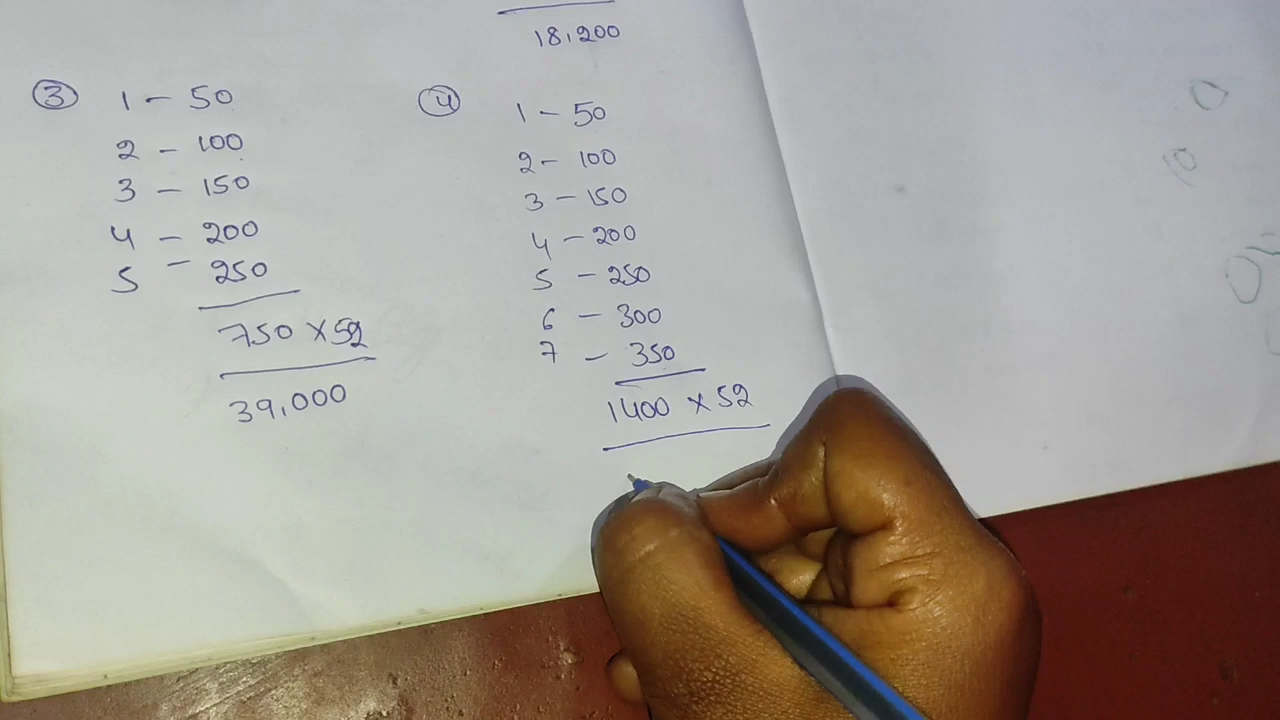 18,200
③
1 - 50
2 - 100
3 - 150
4 - 200
5 - 250
750 × 52
39,000
④
1 - 50
2 - 100
3 - 150
4 - 200
5 - 250
6 - 300
7 - 350
1400 × 52